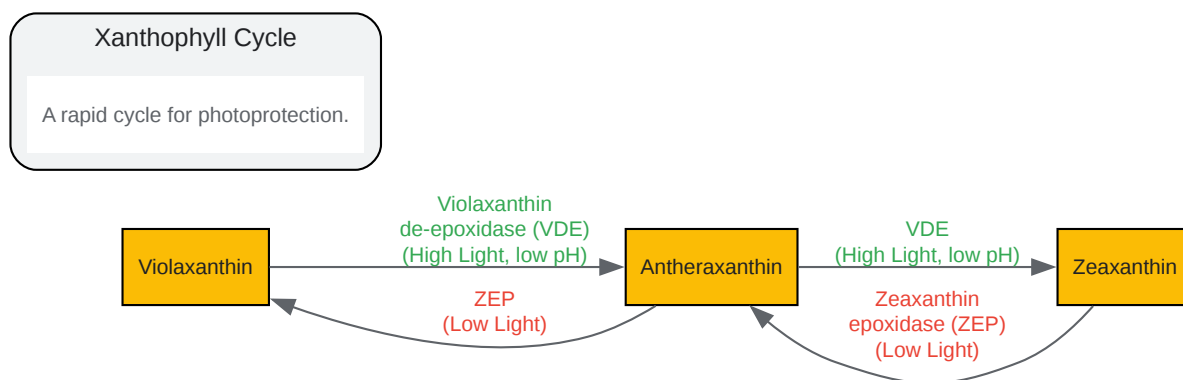 Xanthophyll Cycle
A rapid cycle for photoprotection.
Violaxanthin
de-epoxidase (VDE)
(High Light, low pH)
VDE
(High Light, low pH)
Violaxanthin
Antheraxanthin
Zeaxanthin
ZEP
(Low Light)
Zeaxanthin
epoxidase (ZEP)
(Low Light)